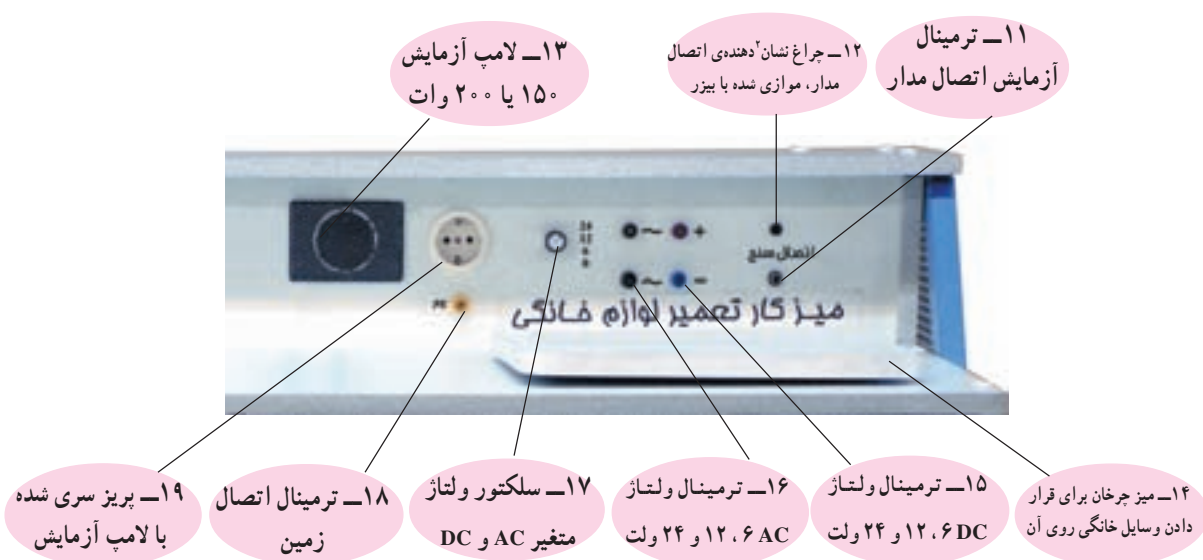 ۱۱ــ ترمینال
آزمایش اتصال مدار
۱۲ــ چراغ نشان۲دهنده‌ی اتصال
مدار، موازی شده با بیزر
۱۳ــ لامپ آزمایش
۱۵۰ یا ۲۰۰ وات
+
~
اتصال سنج
−
~
PE
میز کار تعمیر لوازم خانگی
۱۴ــ میز چرخان برای قرار
دادن وسایل خانگی روی آن
۱۵ــ ترمینال ولتاژ
DC ۶، ۱۲ و ۲۴ ولت
۱۶ــ ترمینال ولتاژ
AC ۶، ۱۲ و ۲۴ ولت
۱۷ــ سلکتور ولتاژ
متغیر AC و DC
۱۸ــ ترمینال اتصال
زمین
۱۹ــ پریز سری شده
با لامپ آزمایش